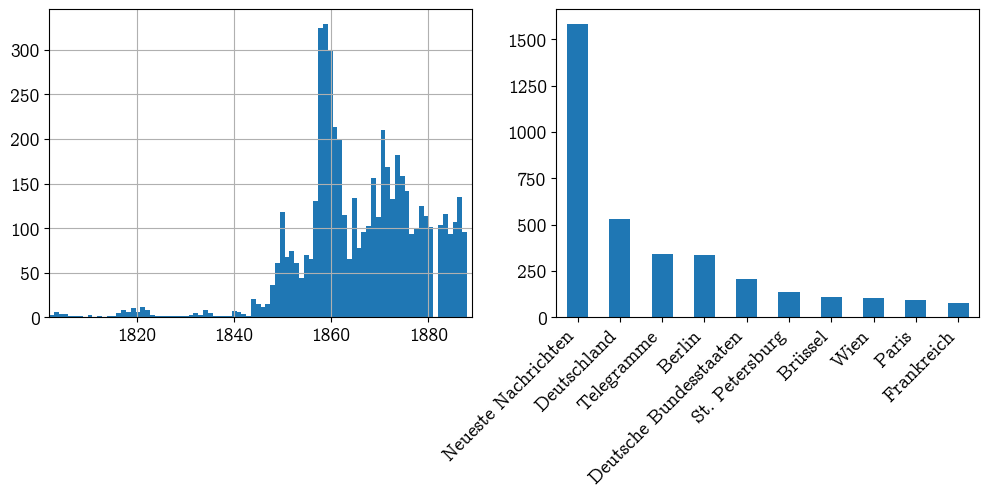 300
250
200
150
100
50
0
1820 1840 1860 1880
1500
1250
1000
750
500
250
0
Neueste Nachrichten
Deutschland
Telegramme
Berlin
Deutsche Bundesstaaten
St. Petersburg
Brüssel
Wien
Paris
Frankreich